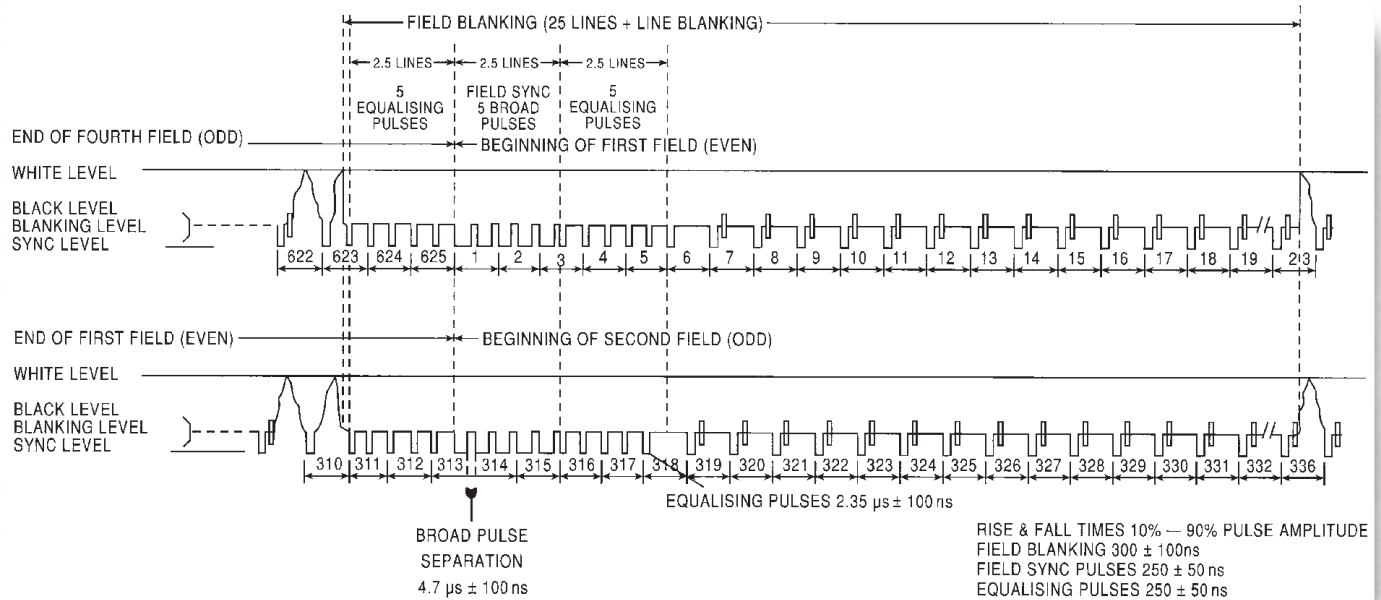 FIELD BLANKING (25 LINES + LINE BLANKING)
2.5 LINES 2.5 LINES 2.5 LINES
5 EQUALISING PULSES
FIELD SYNC 5 BROAD PULSES
5 EQUALISING PULSES
END OF FOURTH FIELD (ODD)
BEGINNING OF FIRST FIELD (EVEN)
WHITE LEVEL
BLACK LEVEL
BLANKING LEVEL
SYNC LEVEL
622 623 624 625 1 2 3 4 5 6 7 8 9 10 11 12 13 14 15 16 17 18 19 23
END OF FIRST FIELD (EVEN)
BEGINNING OF SECOND FIELD (ODD)
WHITE LEVEL
BLACK LEVEL
BLANKING LEVEL
SYNC LEVEL
310 311 312 313 314 315 316 317 318 319 320 321 322 323 324 325 326 327 328 329 330 331 332 336
EQUALISING PULSES 2.35 µs ± 100 ns
BROAD PULSE
SEPARATION
4.7 µs ± 100 ns
RISE & FALL TIMES 10% — 90% PULSE AMPLITUDE
FIELD BLANKING 300 ± 100ns
FIELD SYNC PULSES 250 ± 50 ns
EQUALISING PULSES 250 ± 50 ns